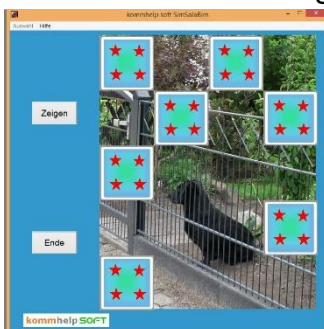 kommhelp soft SimSalaBim
Auswahl Hilfe
Zeigen
Ende
kommhelp SOFT